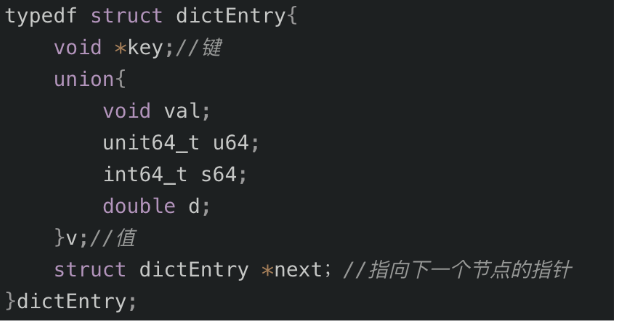 typedf struct dictEntry{
    void *key;//键
    union{
        void val;
        unit64_t u64;
        int64_t s64;
        double d;
    }v;//值
    struct dictEntry *next；//指向下一个节点的指针
}dictEntry;